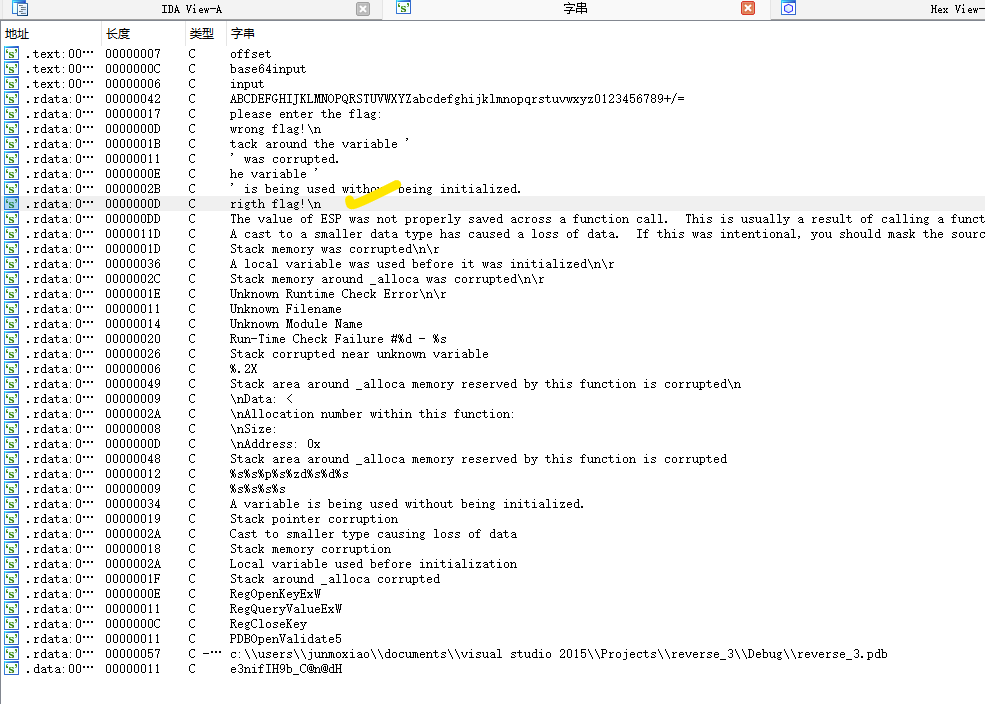 IDA View-A 字串 Hex View-
地址 长度 类型 字串
.text:00… 00000007 C offset
.text:00… 0000000C C base64input
.text:00… 00000006 C input
.rdata:0… 00000042 C ABCDEFGHIJKLMNOPQRSTUVWXYZabcdefghijklmnopqrstuvwxyz0123456789+/=
.rdata:0… 00000017 C please enter the flag:
.rdata:0… 0000000D C wrong flag!\n
.rdata:0… 0000001B C tack around the variable '
.rdata:0… 00000011 C ' was corrupted.
.rdata:0… 0000000E C he variable '
.rdata:0… 0000002B C ' is being used without being initialized.
.rdata:0… 0000000D C rigth flag!\n
.rdata:0… 000000DD C The value of ESP was not properly saved across a function call.  This is usually a result of calling a funct
.rdata:0… 0000011D C A cast to a smaller data type has caused a loss of data.  If this was intentional, you should mask the sourc
.rdata:0… 0000001D C Stack memory was corrupted\n\r
.rdata:0… 00000036 C A local variable was used before it was initialized\n\r
.rdata:0… 0000002C C Stack memory around _alloca was corrupted\n\r
.rdata:0… 0000001E C Unknown Runtime Check Error\n\r
.rdata:0… 00000011 C Unknown Filename
.rdata:0… 00000014 C Unknown Module Name
.rdata:0… 00000020 C Run-Time Check Failure #%d - %s
.rdata:0… 00000026 C Stack corrupted near unknown variable
.rdata:0… 00000006 C %.2X
.rdata:0… 00000049 C Stack area around _alloca memory reserved by this function is corrupted\n
.rdata:0… 00000009 C \nData: <
.rdata:0… 0000002A C \nAllocation number within this function:
.rdata:0… 00000008 C \nSize:
.rdata:0… 0000000D C \nAddress: 0x
.rdata:0… 00000048 C Stack area around _alloca memory reserved by this function is corrupted
.rdata:0… 00000012 C %s%s%p%s%zd%s%d%s
.rdata:0… 00000009 C %s%s%s%s
.rdata:0… 00000034 C A variable is being used without being initialized.
.rdata:0… 00000019 C Stack pointer corruption
.rdata:0… 0000002A C Cast to smaller type causing loss of data
.rdata:0… 00000018 C Stack memory corruption
.rdata:0… 0000002A C Local variable used before initialization
.rdata:0… 0000001F C Stack around _alloca corrupted
.rdata:0… 0000000E C RegOpenKeyExW
.rdata:0… 00000011 C RegQueryValueExW
.rdata:0… 0000000C C RegCloseKey
.rdata:0… 00000011 C PDBOpenValidate5
.rdata:0… 00000057 C -… c:\\users\\junmoxiao\\documents\\visual studio 2015\\Projects\\reverse_3\\Debug\\reverse_3.pdb
.data:00… 00000011 C e3nifIH9b_C@n@dH